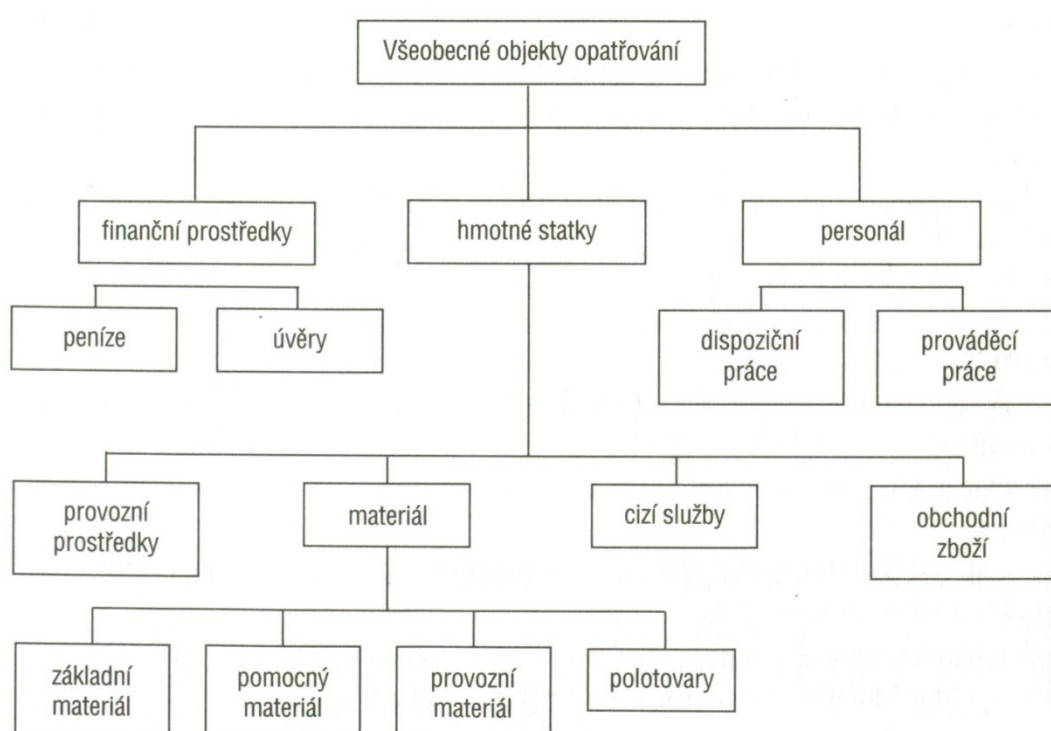 Všeobecné objekty opatřování
finanční prostředky
hmotné statky
personál
peníze
úvěry
dispoziční
práce
prováděcí
práce
provozní
prostředky
materiál
cizí služby
obchodní
zboží
základní
materiál
pomocný
materiál
provozní
materiál
polotovary